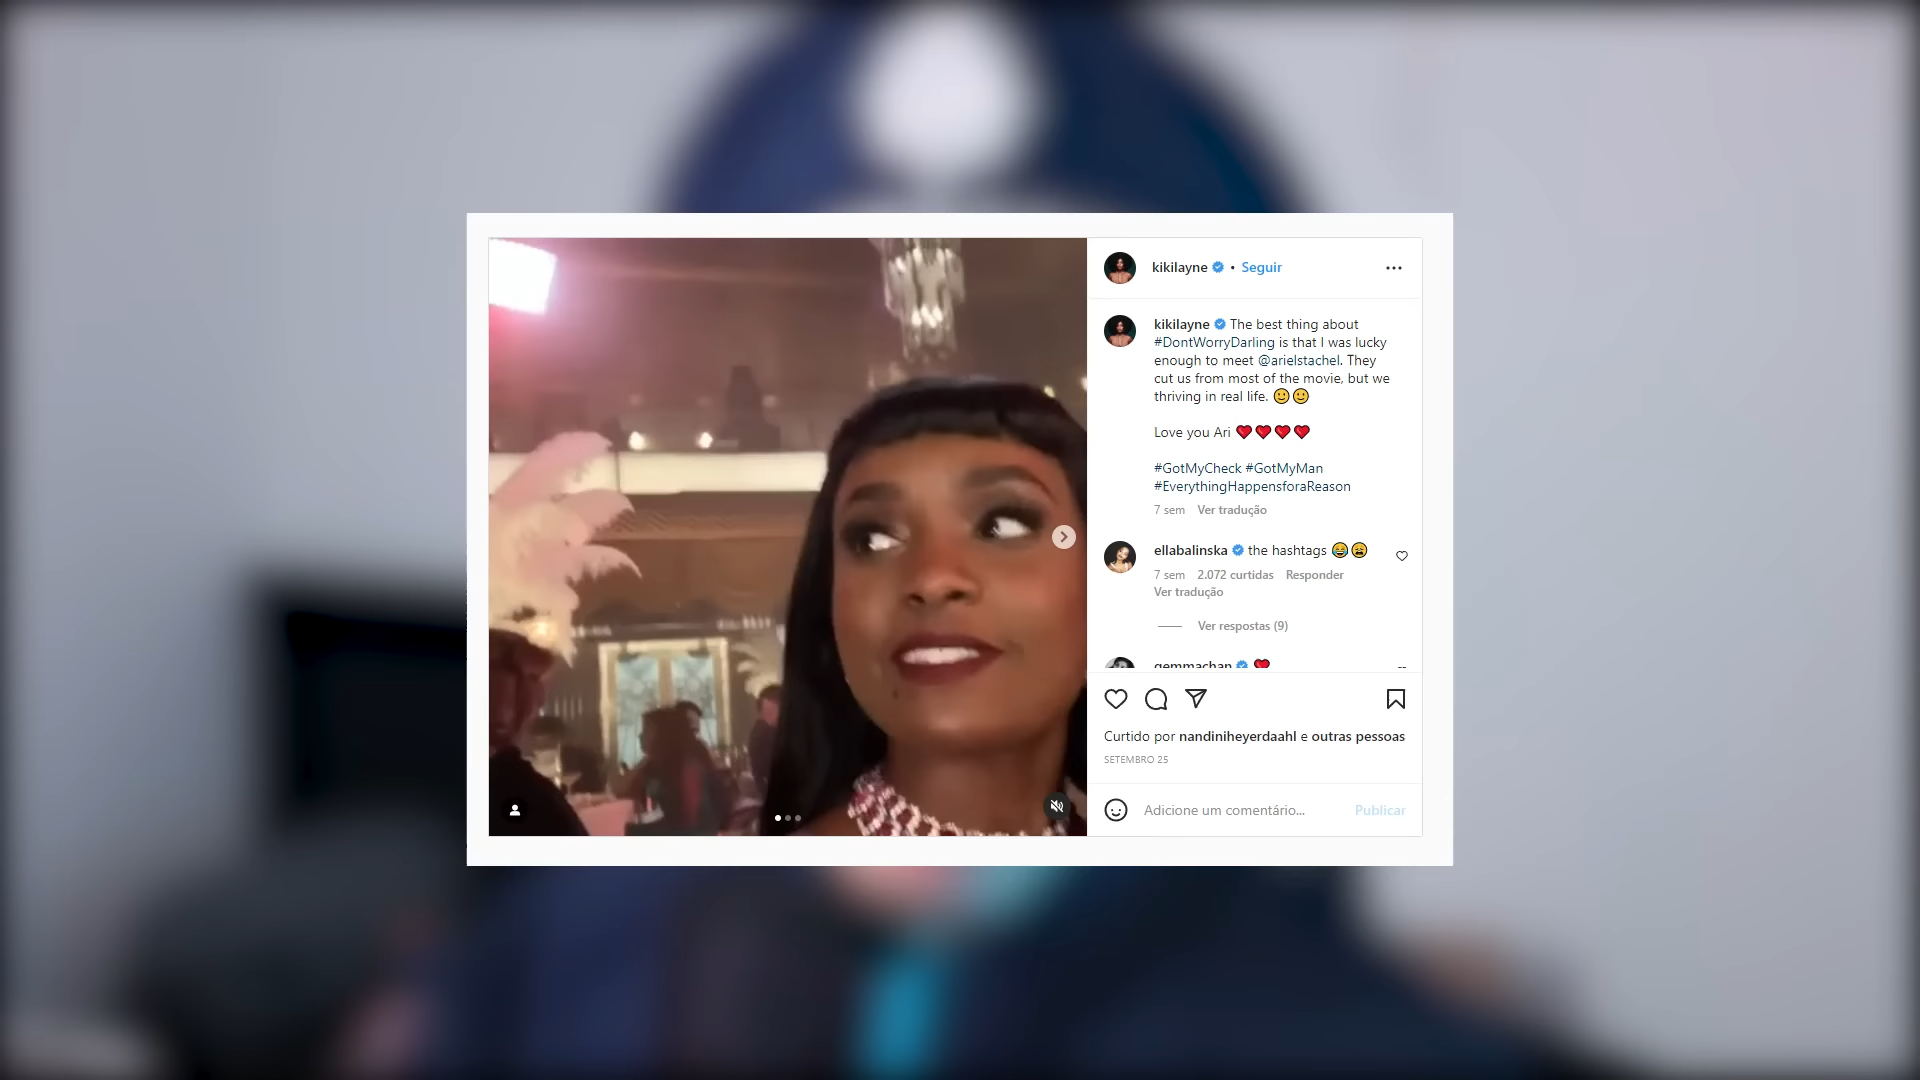 kikilayne • Seguir
kikilayne The best thing about
#DontWorryDarling is that I was lucky
enough to meet @arielstachel. They
cut us from most of the movie, but we
thriving in real life. 🙂🙂
Love you Ari ❤️❤️❤️❤️
#GotMyCheck #GotMyMan
#EverythingHappensforaReason
7 sem Ver tradução
ellabalinska the hashtags 😂😩
7 sem 2.072 curtidas Responder
Ver tradução
Ver respostas (9)
gemmachan ❤️
Curtido por nandiniheyerdaahl e outras pessoas
SETEMBRO 25
Adicione um comentário... Publicar